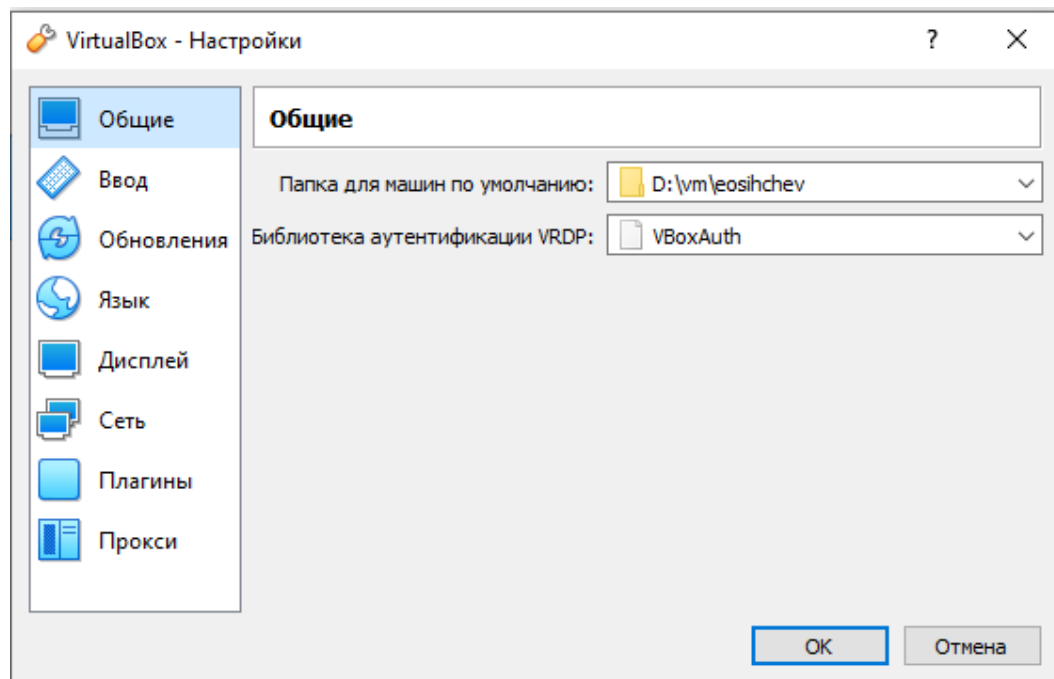 VirtualBox - Настройки
?
Общие
Ввод
Обновления
Язык
Дисплей
Сеть
Плагины
Прокси
Общие
Папка для машин по умолчанию: D:\vm\eosihchev
Библиотека аутентификации VRDP: VBoxAuth
OK
Отмена